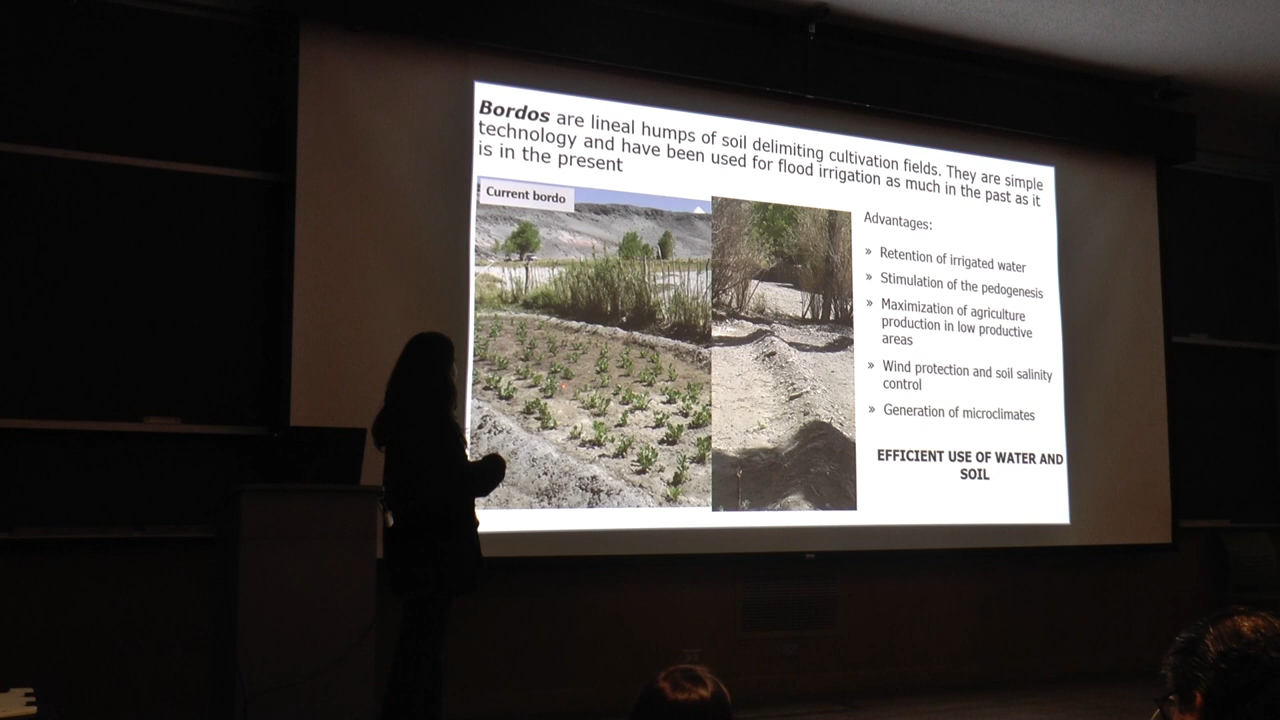 Bordos are lineal humps of soil delimiting cultivation fields. They are simple
technology and have been used for flood irrigation as much in the past as it
is in the present
Current bordo
Advantages:
» Retention of irrigated water
» Stimulation of the pedogenesis
» Maximization of agriculture
production in low productive
areas
» Wind protection and soil salinity
control
» Generation of microclimates
EFFICIENT USE OF WATER AND
SOIL